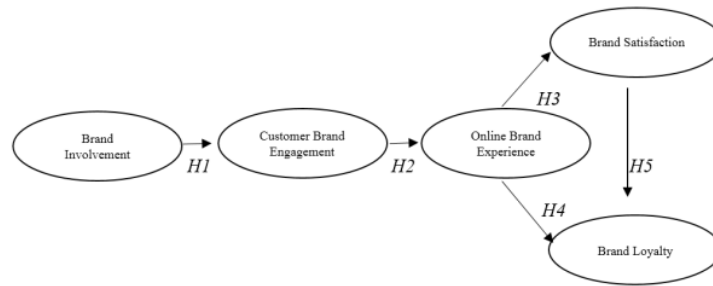 Brand Satisfaction
H3
Brand
Involvement
H1
Customer Brand
Engagement
H2
Online Brand
Experience
H5
H4
Brand Loyalty